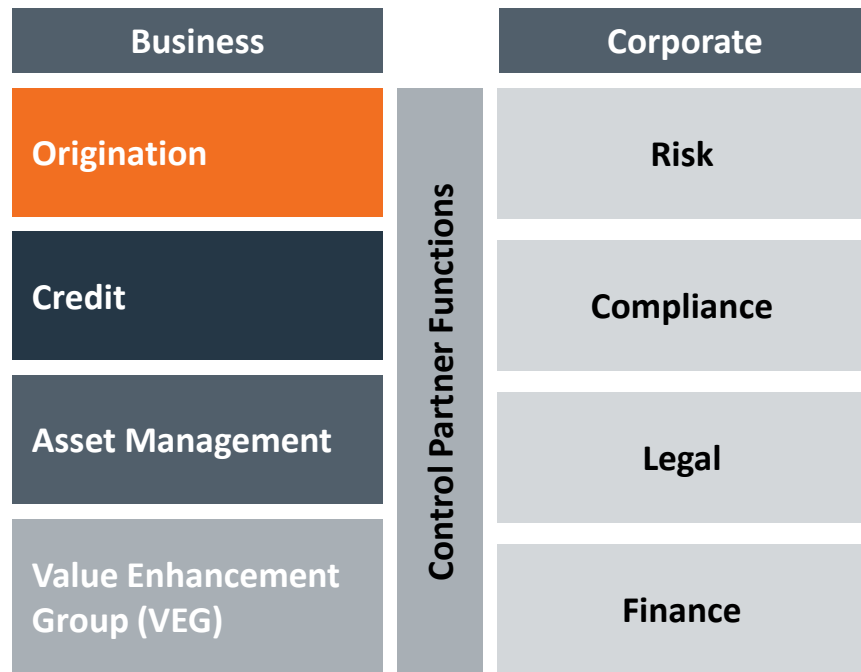 Business
Origination
Credit
Asset Management
Value Enhancement
Group (VEG)
Control Partner Functions
Corporate
Risk
Compliance
Legal
Finance